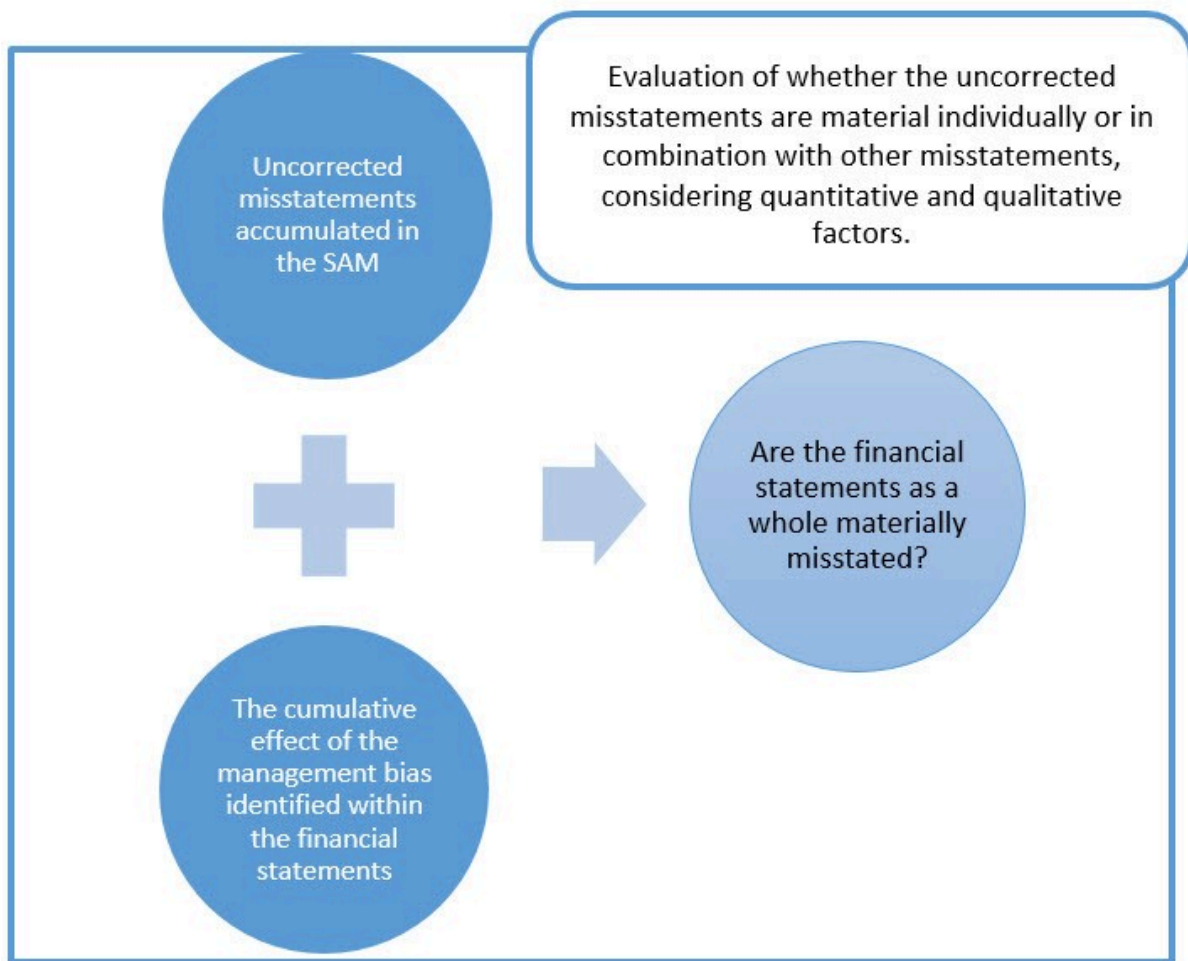 Evaluation of whether the uncorrected
misstatements are material individually or in
combination with other misstatements,
considering quantitative and qualitative
factors.
Uncorrected
misstatements
accumulated in
the SAM
Are the financial
statements as a
whole materially
misstated?
The cumulative
effect of the
management bias
identified within
the financial
statements